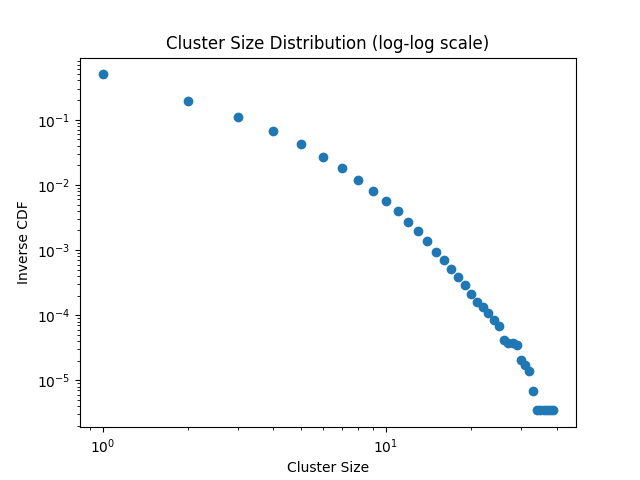 Cluster Size Distribution (log-log scale)
Inverse CDF
10⁻¹
10⁻²
10⁻³
10⁻⁴
10⁻⁵
10⁰
10¹
Cluster Size